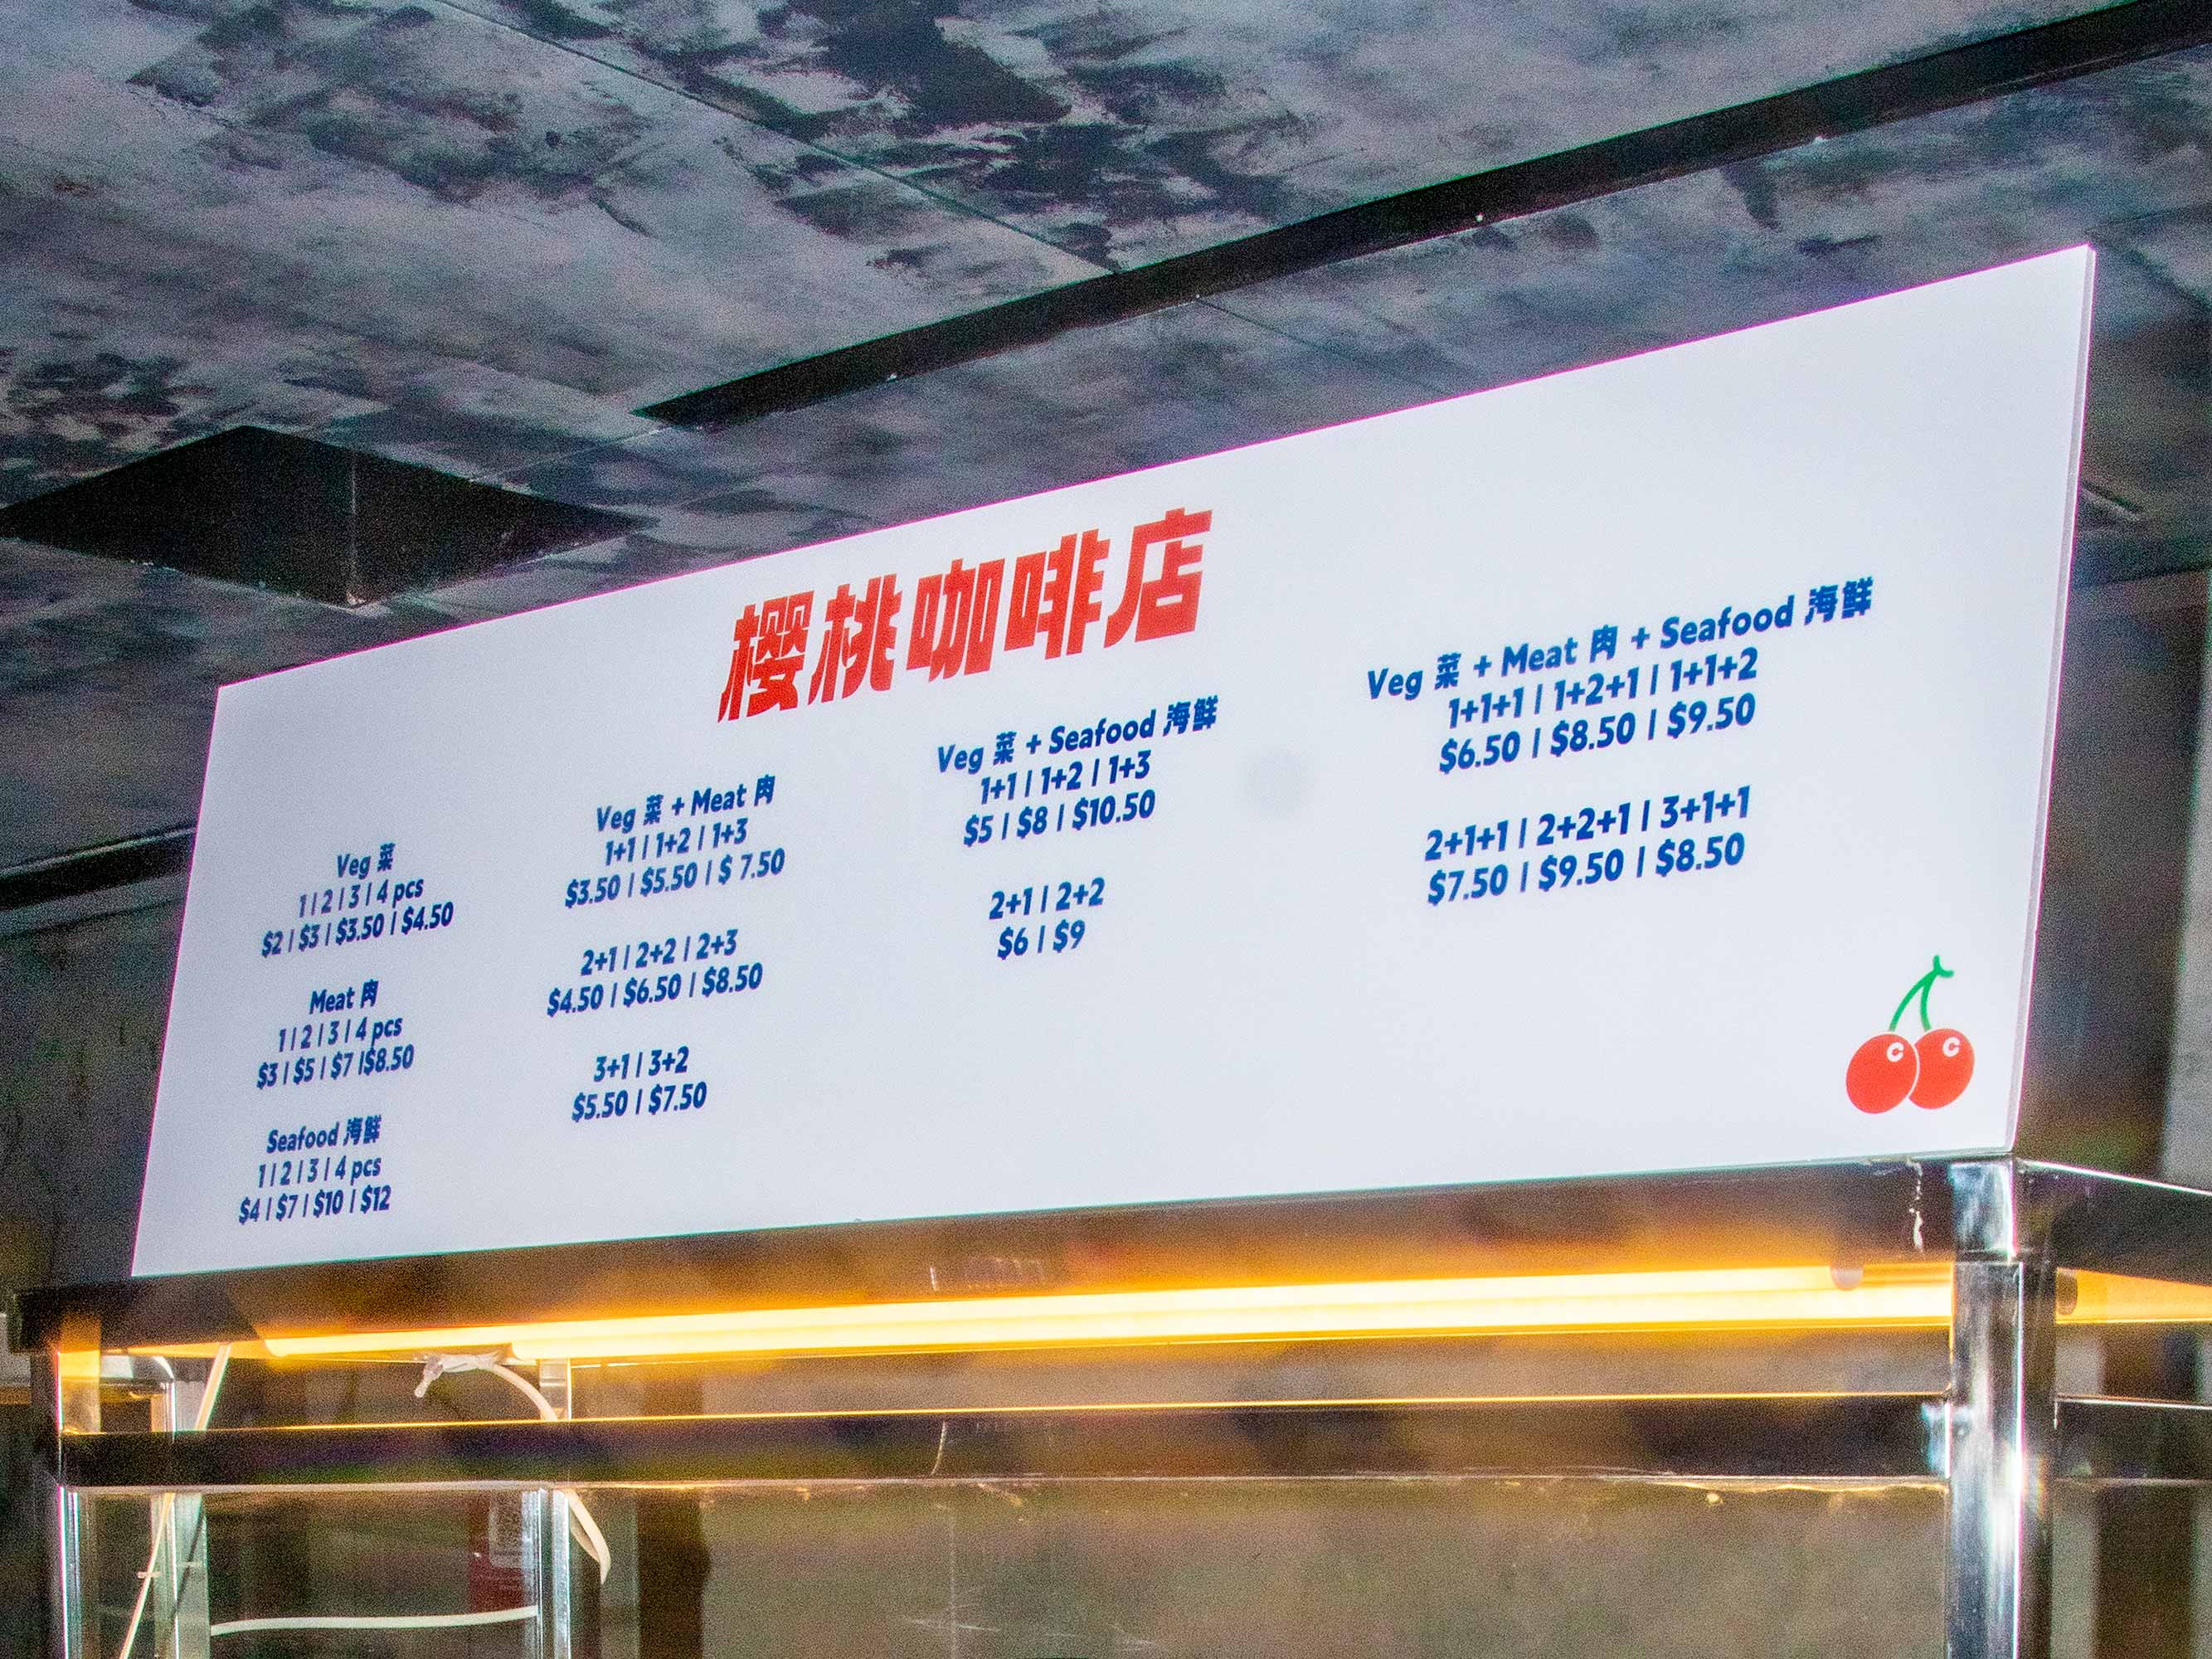 樱桃咖啡店
Veg 菜
1 | 2 | 3 | 4 pcs
$2 | $3 | $3.50 | $4.50
Meat 肉
1 | 2 | 3 | 4 pcs
$3 | $5 | $7 |$8.50
Seafood 海鲜
1 | 2 | 3 | 4 pcs
$4 | $7 | $10 | $12
Veg 菜 + Meat 肉
1+1 | 1+2 | 1+3
$3.50 | $5.50 | $ 7.50
2+1 | 2+2 | 2+3
$4.50 | $6.50 | $8.50
3+1 | 3+2
$5.50 | $7.50
Veg 菜 + Seafood 海鲜
1+1 | 1+2 | 1+3
$5 | $8 | $10.50
2+1 | 2+2
$6 | $9
Veg 菜 + Meat 肉 + Seafood 海鲜
1+1+1 | 1+2+1 | 1+1+2
$6.50 | $8.50 | $9.50
2+1+1 | 2+2+1 | 3+1+1
$7.50 | $9.50 | $8.50
C C